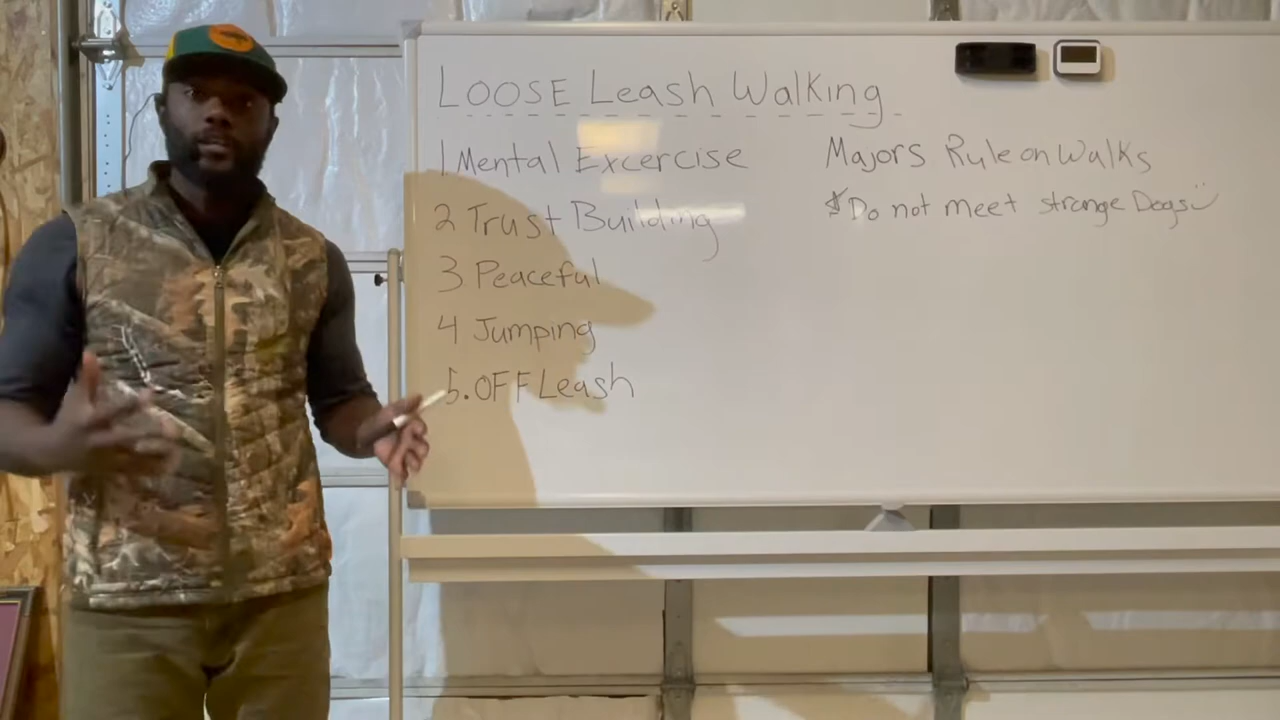 LOOSE Leash Walking
1 Mental Excercise
2 Trust Building
3 Peaceful
4 Jumping
5. OFF Leash
Majors Rule on Walks
Do not meet strange Dogs